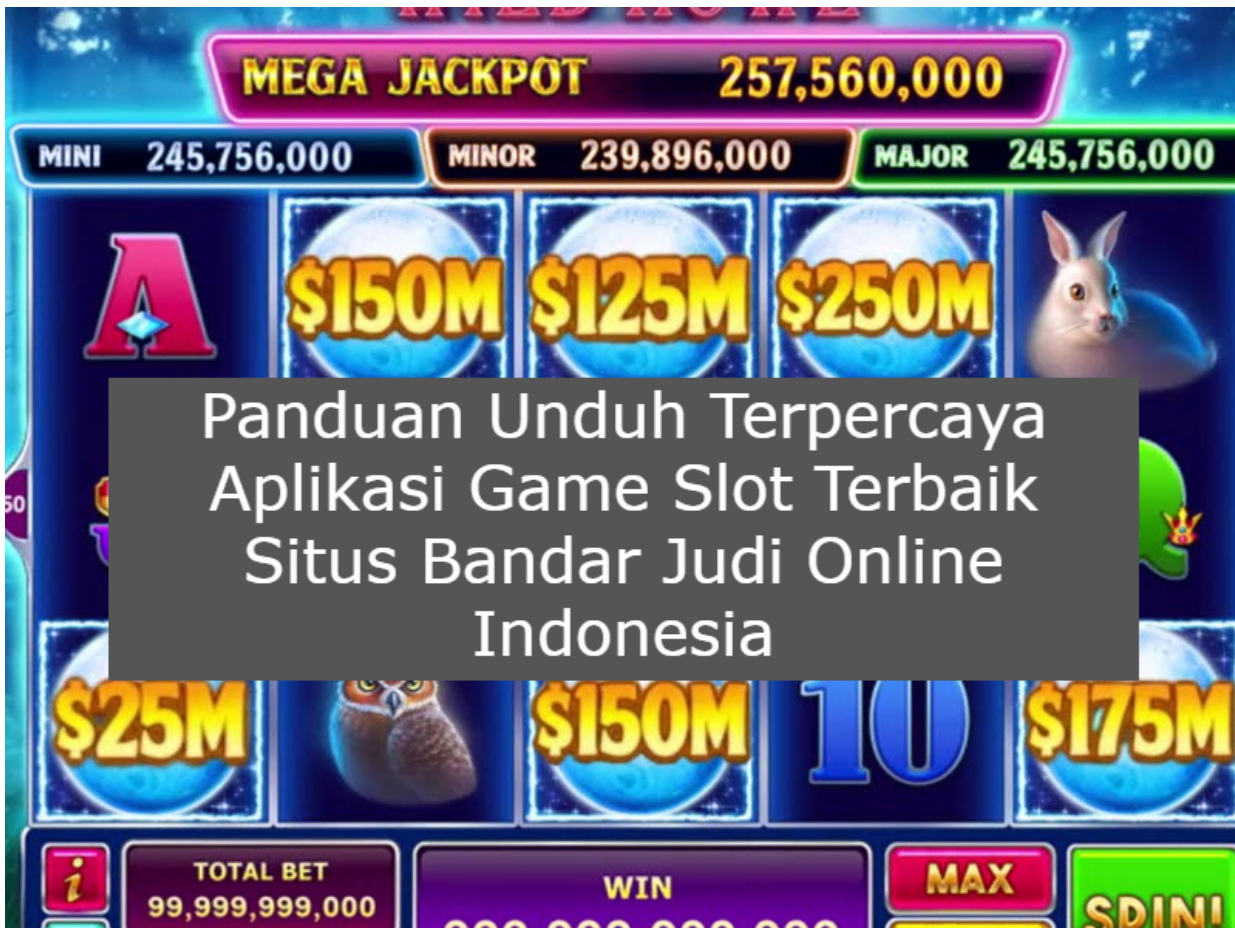 MEGA JACKPOT 257,560,000
MINI 245,756,000 MINOR 239,896,000 MAJOR 245,756,000
A $150M $125M $250M
Panduan Unduh Terpercaya
Aplikasi Game Slot Terbaik
Situs Bandar Judi Online
Indonesia
50
$25M $150M 10 $175M
i TOTAL BET WIN MAX SPIN!
99,999,999,000